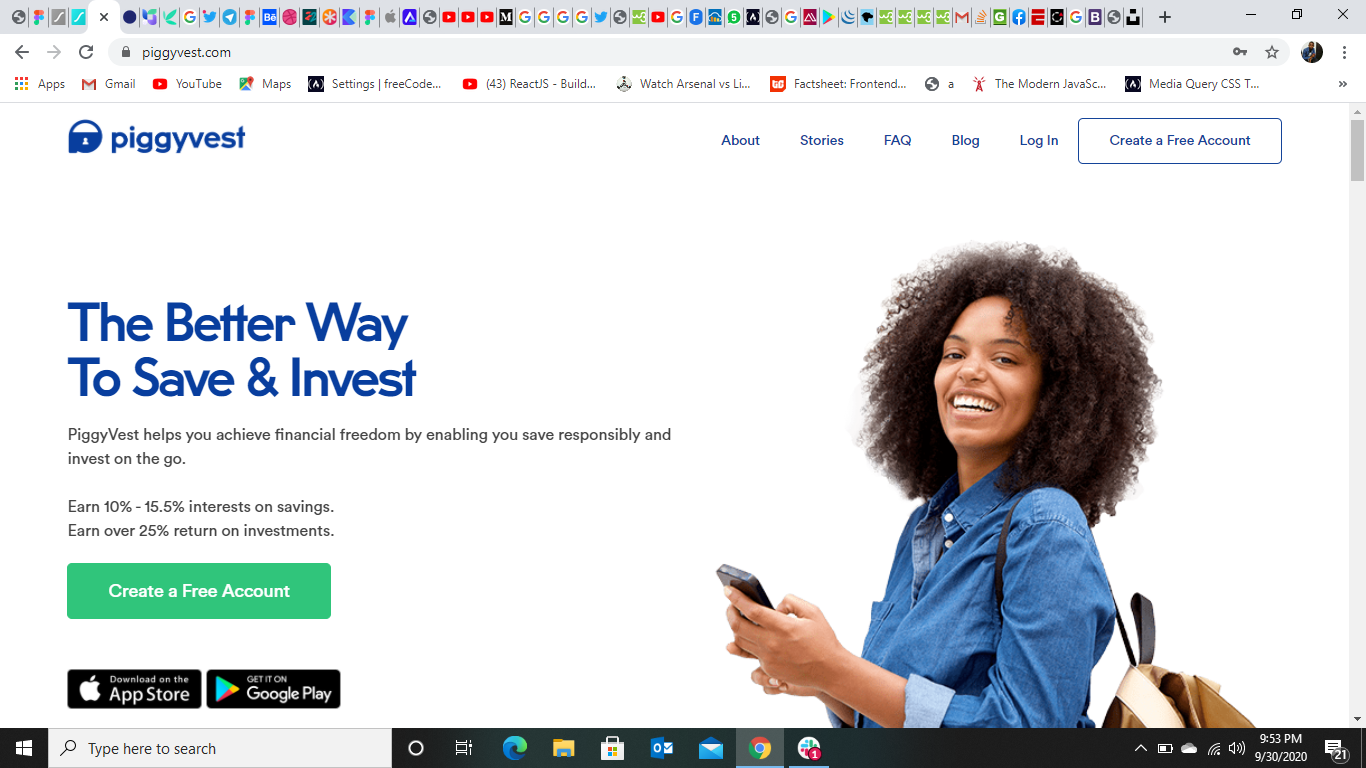 piggyvest.com
Apps
Gmail
YouTube
Maps
Settings | freeCode...
(43) ReactJS - Build...
Watch Arsenal vs Li...
Factsheet: Frontend...
a
The Modern JavaSc...
Media Query CSS T...
»
piggyvest
About
Stories
FAQ
Blog
Log In
Create a Free Account
The Better Way
To Save & Invest
PiggyVest helps you achieve financial freedom by enabling you save responsibly and
invest on the go.
Earn 10% - 15.5% interests on savings.
Earn over 25% return on investments.
Create a Free Account
Download on the
App Store
GET IT ON
Google Play
Type here to search
1
9:53 PM
9/30/2020
21